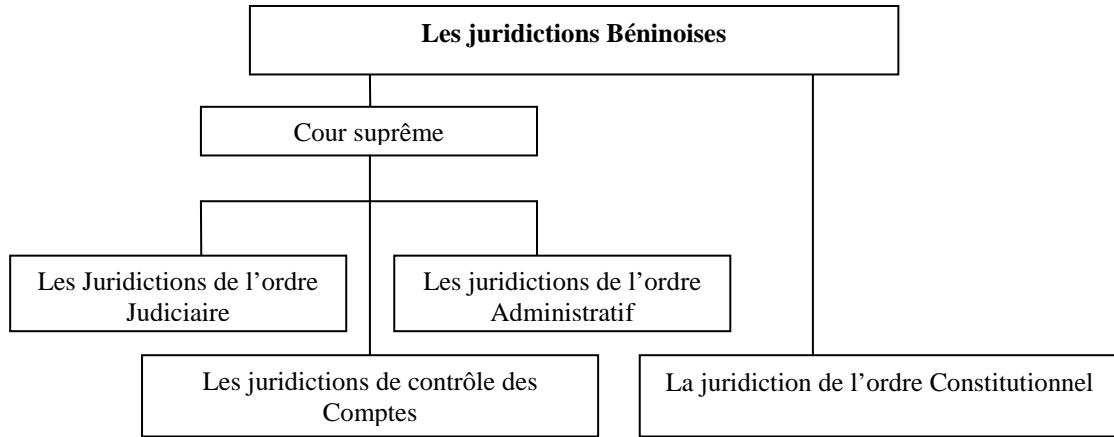 Les juridictions Béninoises
Cour suprême
Les Juridictions de l’ordre
Judiciaire
Les juridictions de l’ordre
Administratif
Les juridictions de contrôle des
Comptes
La juridiction de l’ordre Constitutionnel